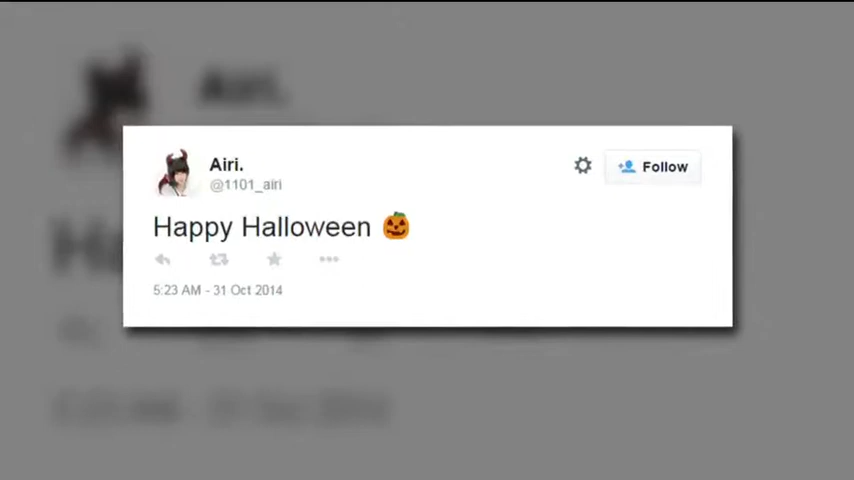 Airi.
@1101_airi
Follow
Happy Halloween 🎃
5:23 AM - 31 Oct 2014